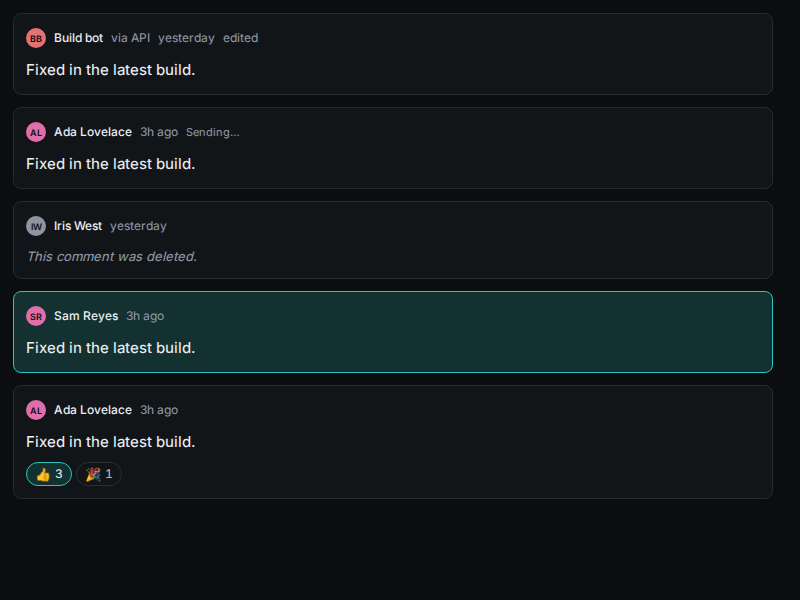 BB Build bot via API yesterday edited
Fixed in the latest build.
AL Ada Lovelace 3h ago Sending...
Fixed in the latest build.
IW Iris West yesterday
This comment was deleted.
SR Sam Reyes 3h ago
Fixed in the latest build.
AL Ada Lovelace 3h ago
Fixed in the latest build.
👍 3 🎉 1